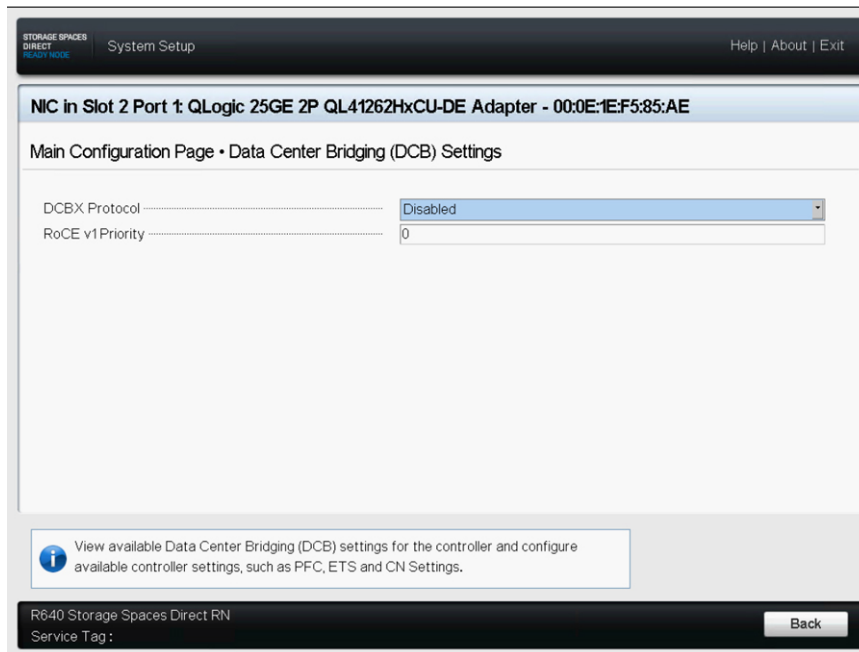 STORAGE SPACES
DIRECT
READY NODE
System Setup
Help | About | Exit
NIC in Slot 2 Port 1: QLogic 25GE 2P QL41262HxCU-DE Adapter - 00:0E:1E:F5:85:AE
Main Configuration Page • Data Center Bridging (DCB) Settings
DCBX Protocol Disabled
RoCE v1 Priority 0
View available Data Center Bridging (DCB) settings for the controller and configure
available controller settings, such as PFC, ETS and CN Settings.
R640 Storage Spaces Direct RN
Service Tag :
Back